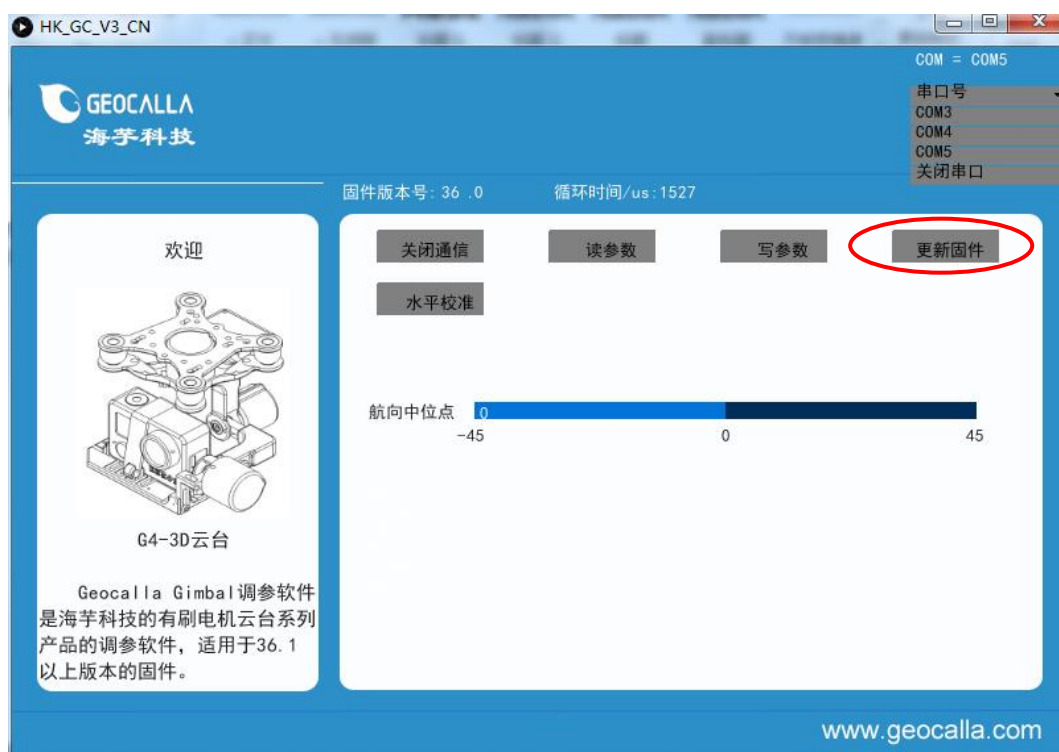 HK_GC_V3_CN
COM = COM5
GEOCALLA
海芋科技
串口号
COM3
COM4
COM5
关闭串口
固件版本号: 36 .0 循环时间/us:1527
欢迎
关闭通信 读参数 写参数 更新固件
水平校准
航向中位点 0
-45 0 45
G4-3D云台
Geocalla Gimbal调参软件
是海芋科技的有刷电机云台系列
产品的调参软件, 适用于36.1
以上版本的固件。
www.geocalla.com